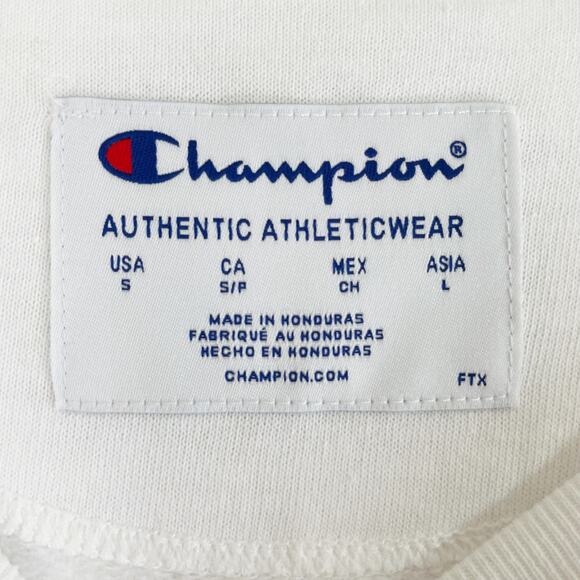 Champion®
AUTHENTIC ATHLETICWEAR
USA CA MEX ASIA
S S/P CH L
MADE IN HONDURAS
FABRIQUÉ AU HONDURAS
HECHO EN HONDURAS
CHAMPION.COM
FTX